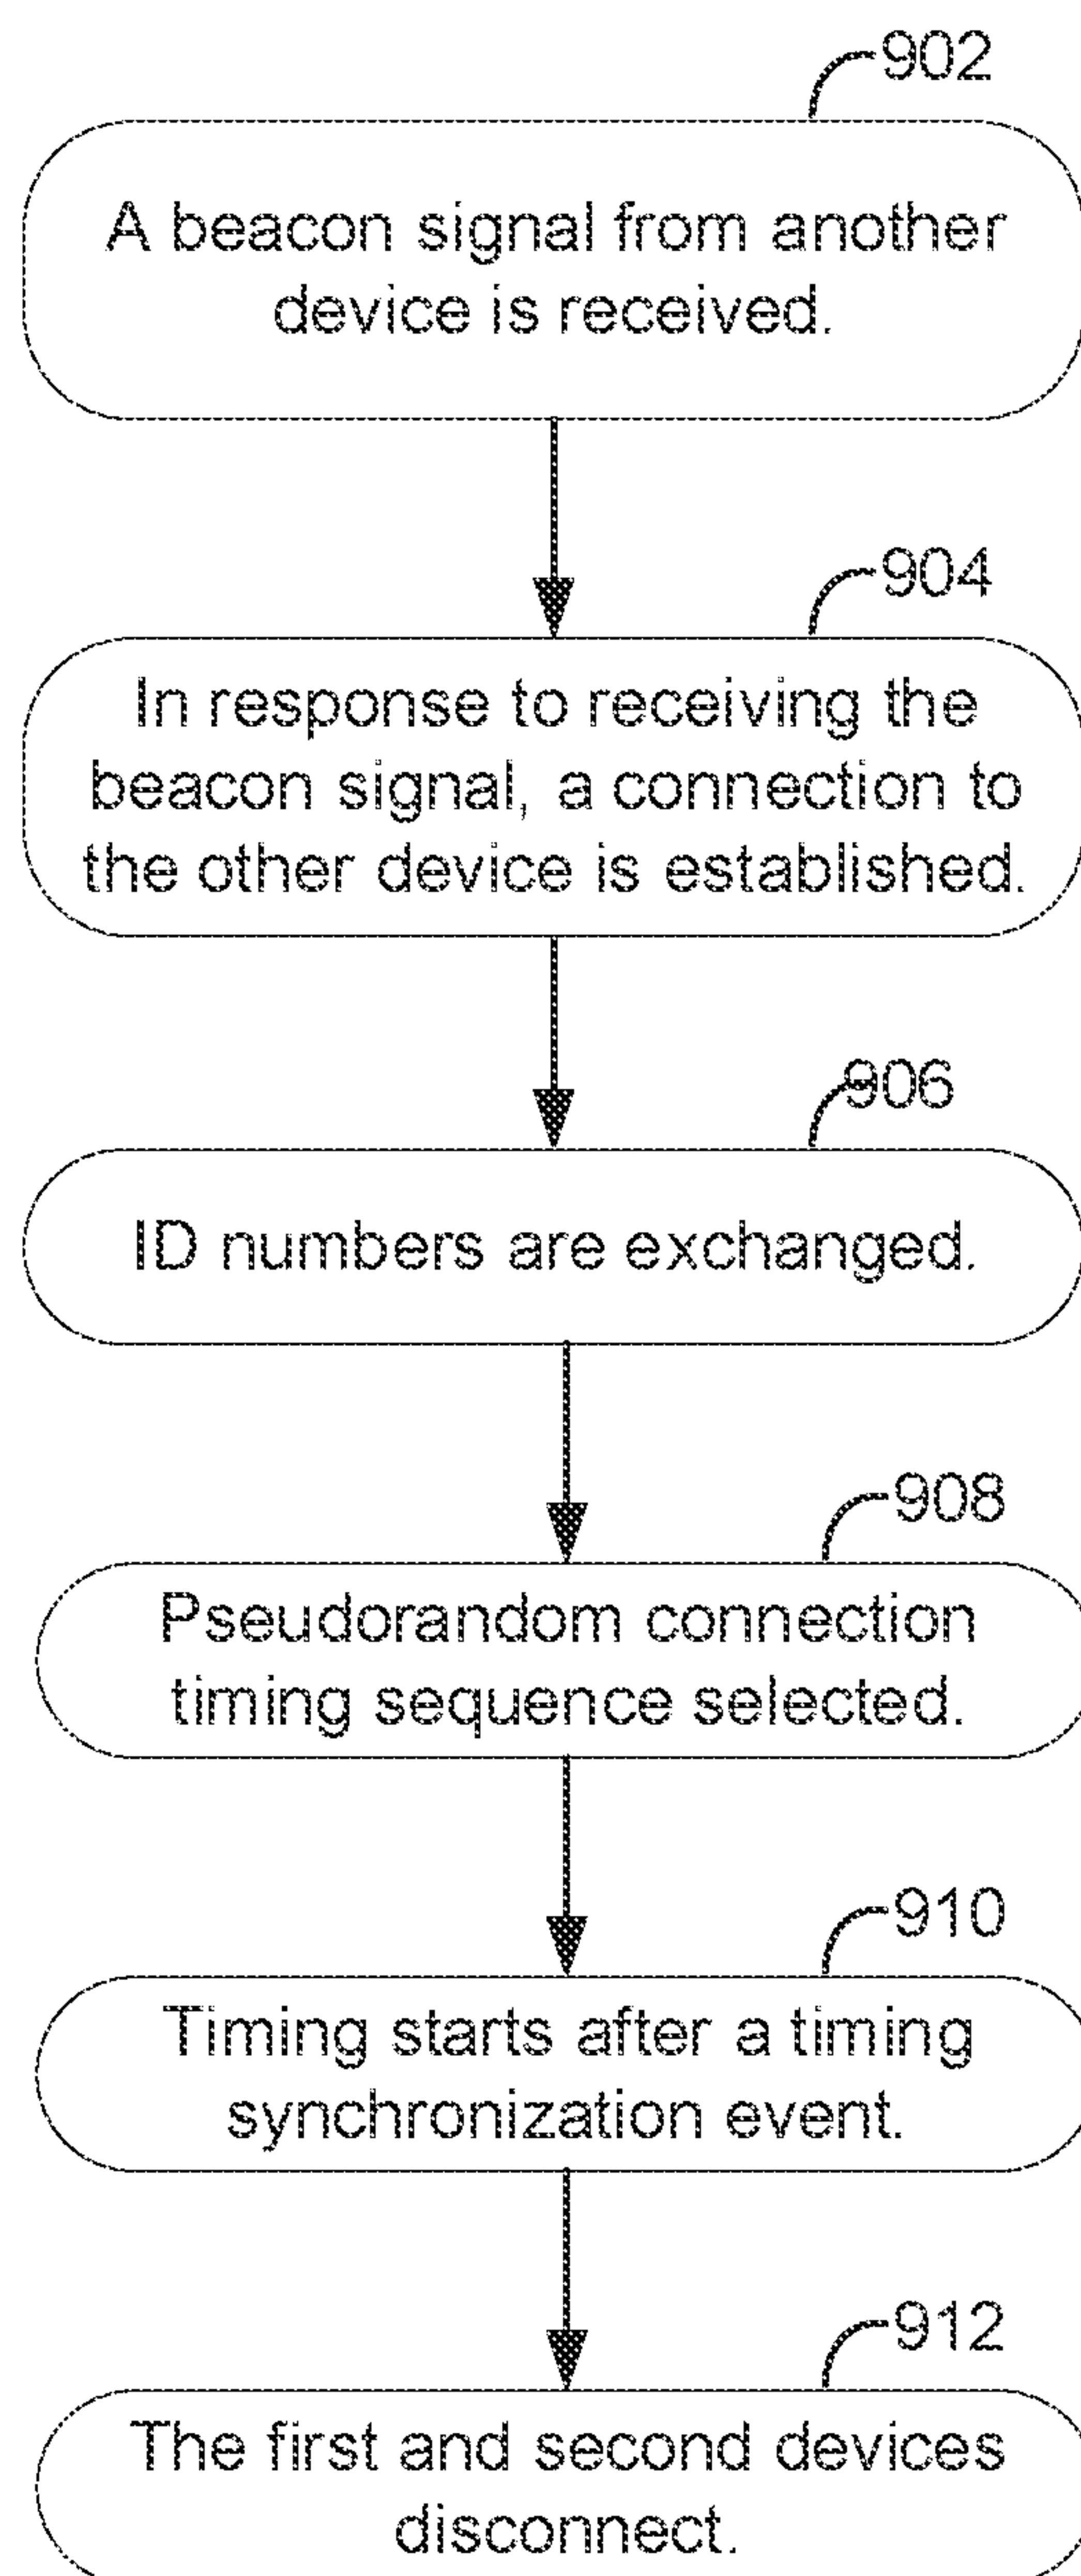 902
A beacon signal from another
device is received.
904
In response to receiving the
beacon signal, a connection to
the other device is established.
906
ID numbers are exchanged.
908
Pseudorandom connection
timing sequence selected.
910
Timing starts after a timing
synchronization event.
912
The first and second devices
disconnect.